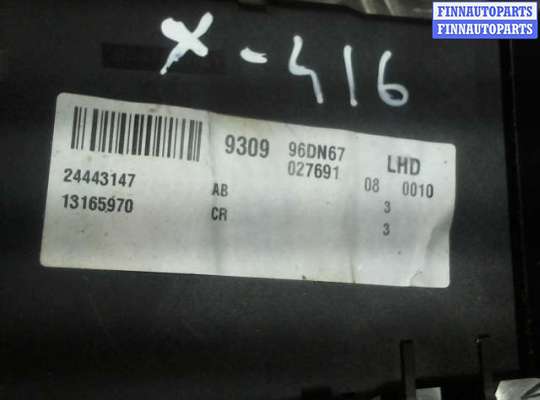 FINNAUTOPARTS
FINNAUTOPARTS
X-416
9309 96DN67 LHD
027691 08 0010
24443147 AB 3
13165970 CR 3